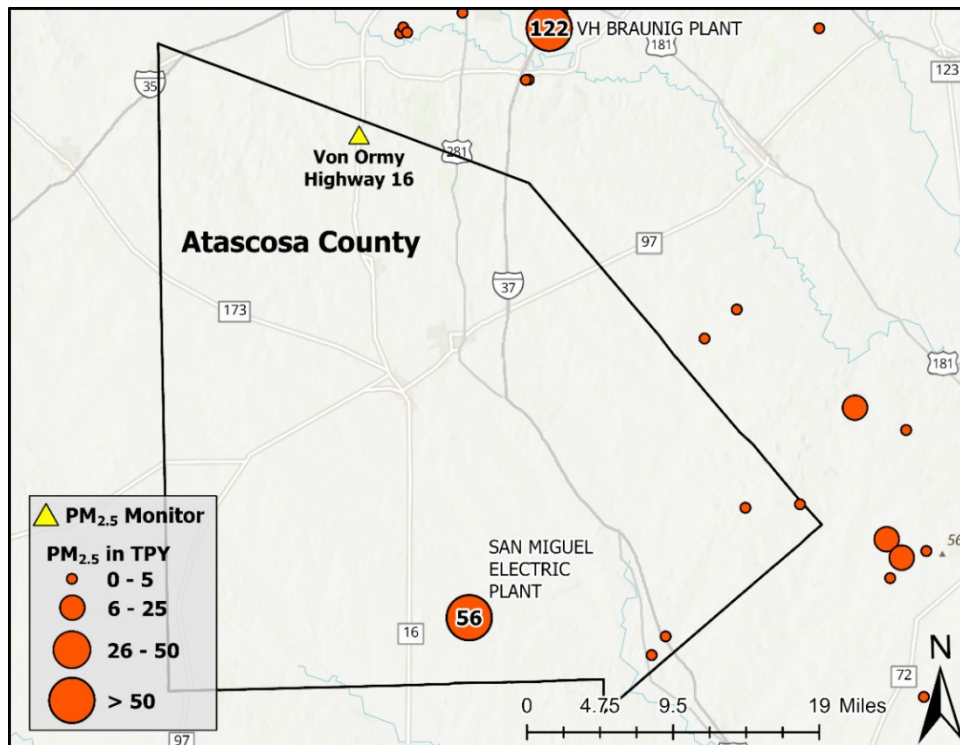 122 VH BRAUNIG PLANT
181
123
35
Von Ormy
Highway 16
281
Atascosa County
97
37
173
181
SAN MIGUEL
ELECTRIC
PLANT
56
56
16
72
97
181
PM2.5 Monitor
PM2.5 in TPY
0 - 5
6 - 25
26 - 50
> 50
N
0 4.75 9.5 19 Miles